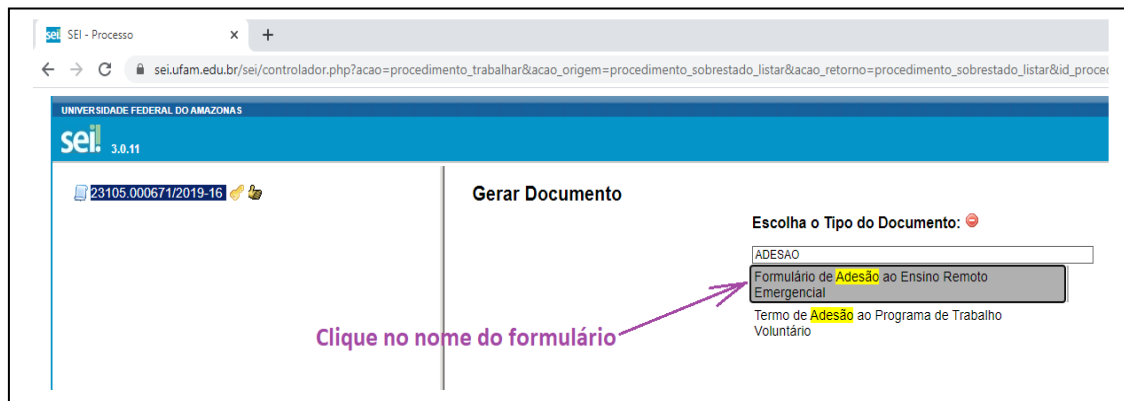 SEI - Processo
sei.ufam.edu.br/sei/controlador.php?acao=procedimento_trabalhar&acao_origem=procedimento_sobrestado_listar&acao_retorno=procedimento_sobrestado_listar&id_proced
UNIVERSIDADE FEDERAL DO AMAZONAS
sei! 3.0.11
23105.000671/2019-16
Gerar Documento
Escolha o Tipo do Documento:
ADESAO
Formulário de Adesão ao Ensino Remoto
Emergencial
Termo de Adesão ao Programa de Trabalho
Voluntário
Clique no nome do formulário